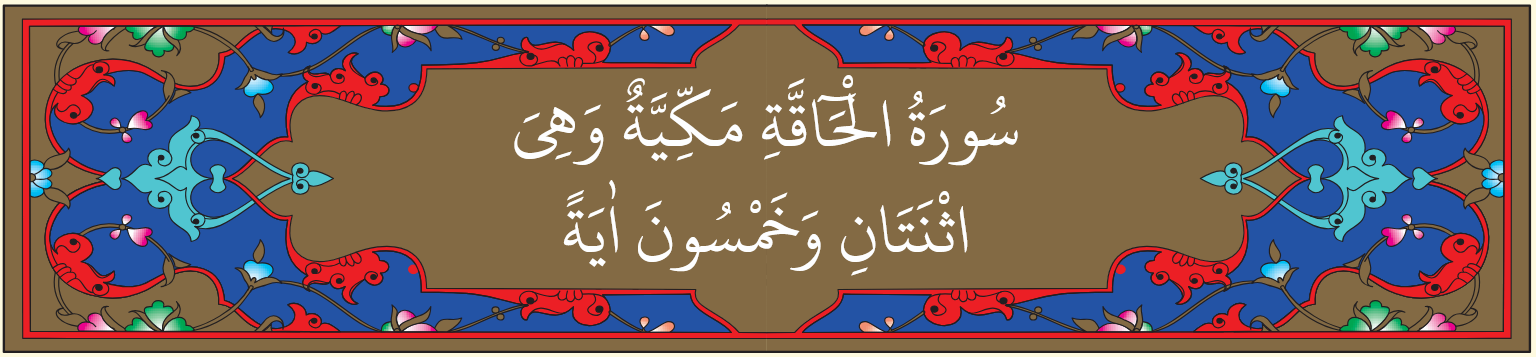 سُورَةُ الْحَٓاقَّةِ مَكِّيَّةٌ وَهِىَ
اثْنَتَانِ وَخَمْسُونَ اٰيَةً